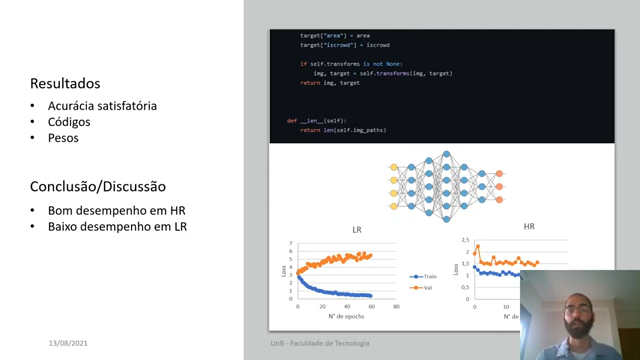 Resultados
• Acurácia satisfatória
• Códigos
• Pesos
Conclusão/Discussão
• Bom desempenho em HR
• Baixo desempenho em LR
13/08/2021
target["area"] = area
target["iscrowd"] = iscrowd
if self.transforms is not None:
img, target = self.transforms(img, target)
return img, target
def __len__(self):
return len(self.img_paths)
LR
7
6
5
4
3
2
1
0
Loss
0 20 40 60 80
N° de epochs
Train
Val
HR
2,5
2
1,5
1
0,5
0
Loss
0 10
N° de
UnB - Faculdade de Tecnologia